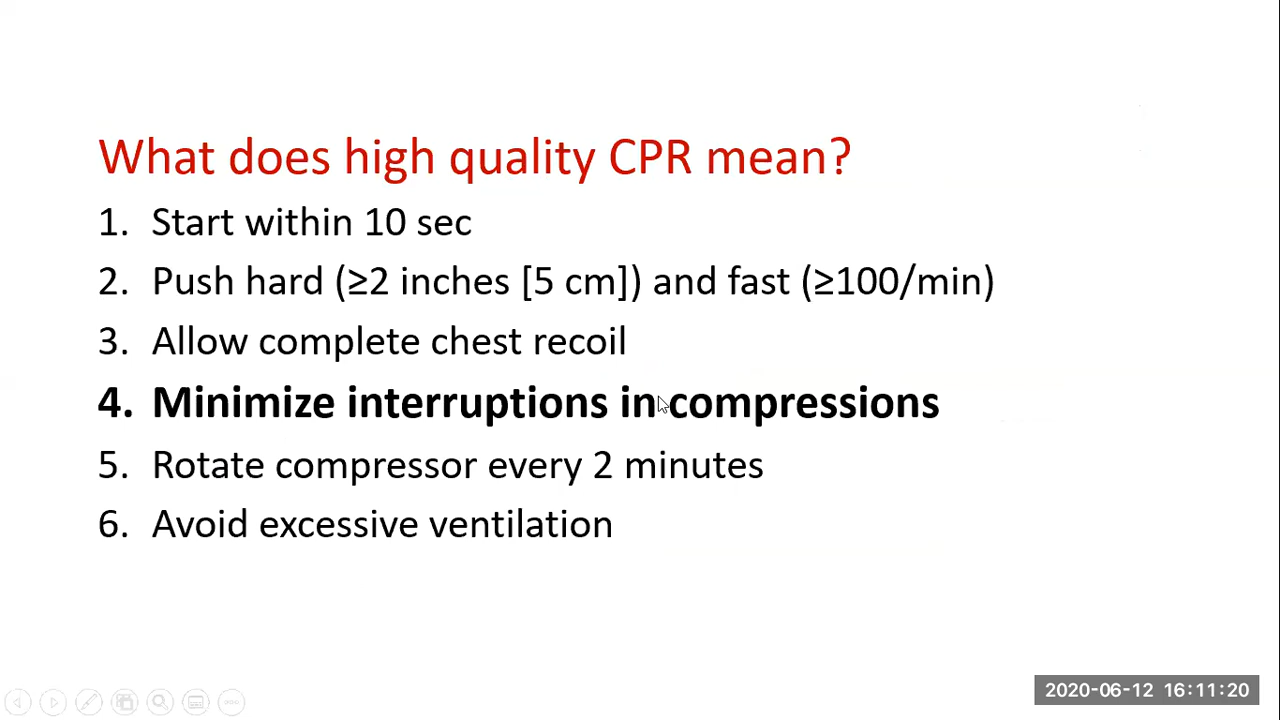 What does high quality CPR mean?
1. Start within 10 sec
2. Push hard (≥2 inches [5 cm]) and fast (≥100/min)
3. Allow complete chest recoil
4. Minimize interruptions in compressions
5. Rotate compressor every 2 minutes
6. Avoid excessive ventilation
2020-06-12 16:11:20